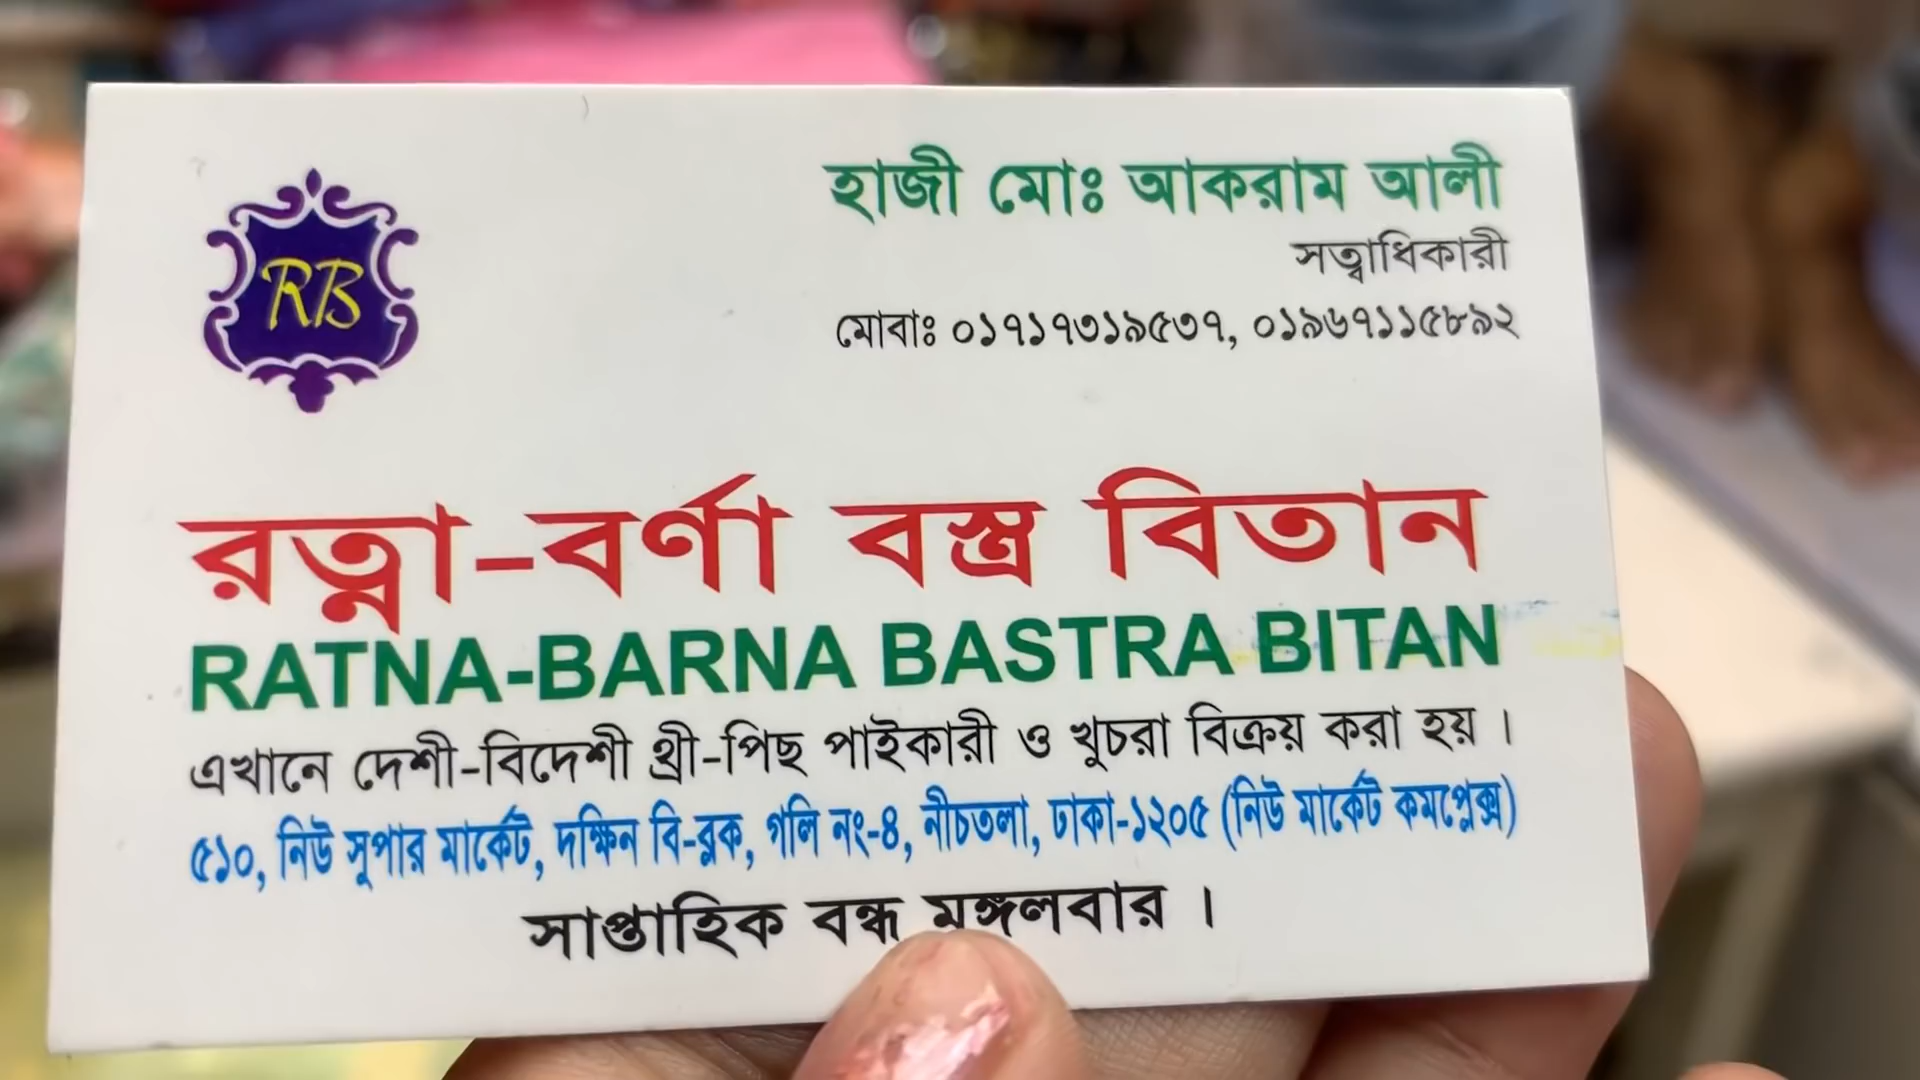 RB
হাজী মোঃ আকরাম আলী
সত্ত্বাধিকারী
মোবাঃ ০১৭১৭৩১৯৫৩৭, ০১৯৬৭১১৫৮৯২
রত্না-বর্ণা বস্ত্র বিতান
RATNA-BARNA BASTRA BITAN
এখানে দেশী-বিদেশী থ্রী-পিছ পাইকারী ও খুচরা বিক্রয় করা হয় ।
৫১০, নিউ সুপার মার্কেট, দক্ষিন বি-ব্লক, গলি নং-৪, নীচতলা, ঢাকা-১২০৫ (নিউ মার্কেট কমপ্লেক্স)
সাপ্তাহিক বন্ধ মঙ্গলবার ।